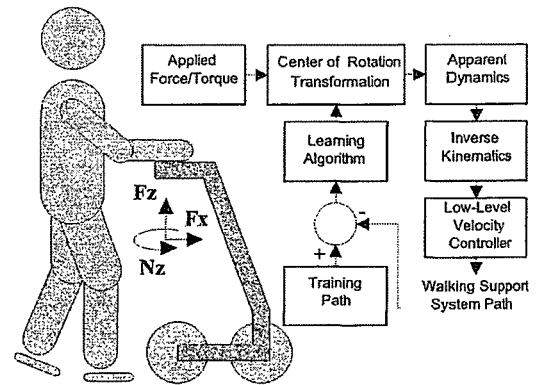 Applied
Force/Torque
Center of Rotation
Transformation
Apparent
Dynamics
Learning
Algorithm
Inverse
Kinematics
Fz
Fx
Nz
-
+
Low-Level
Velocity
Controller
Training
Path
Walking Support
System Path